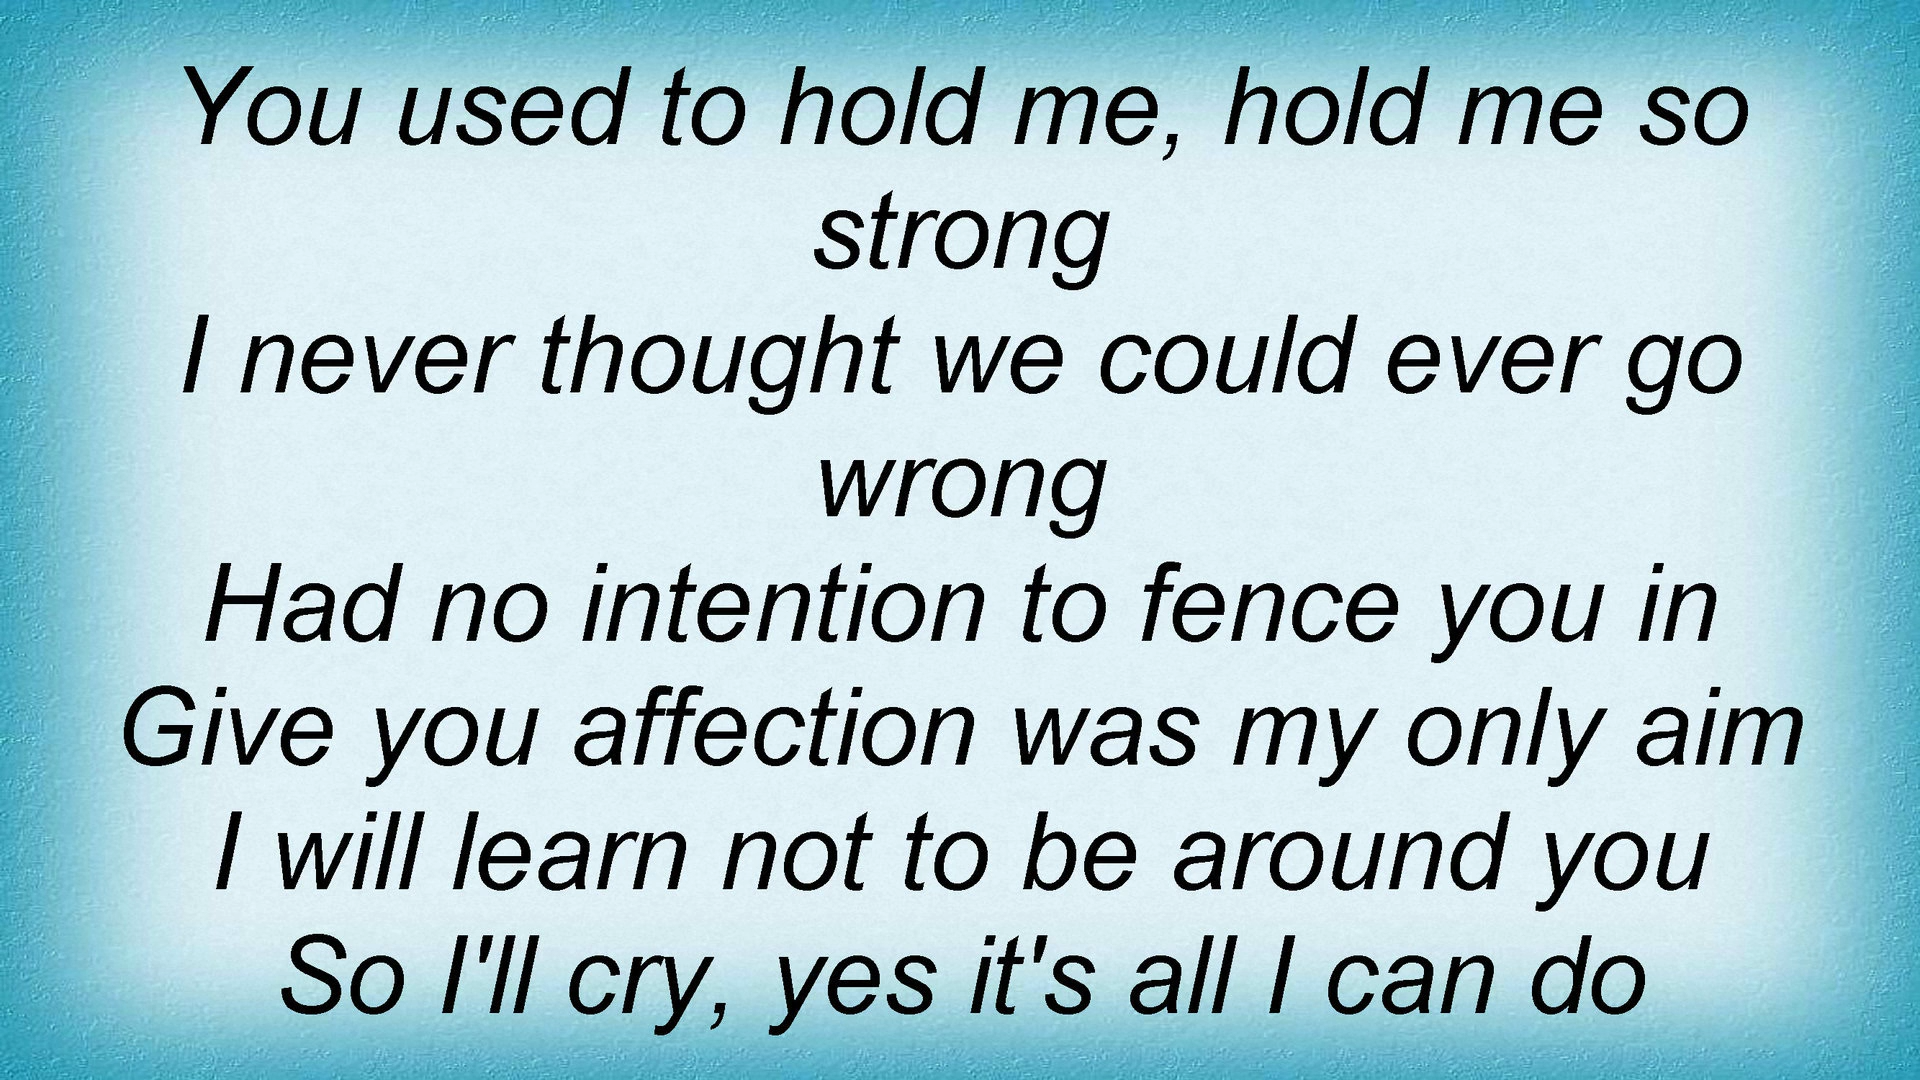 You used to hold me, hold me so
strong
I never thought we could ever go
wrong
Had no intention to fence you in
Give you affection was my only aim
I will learn not to be around you
So I'll cry, yes it's all I can do